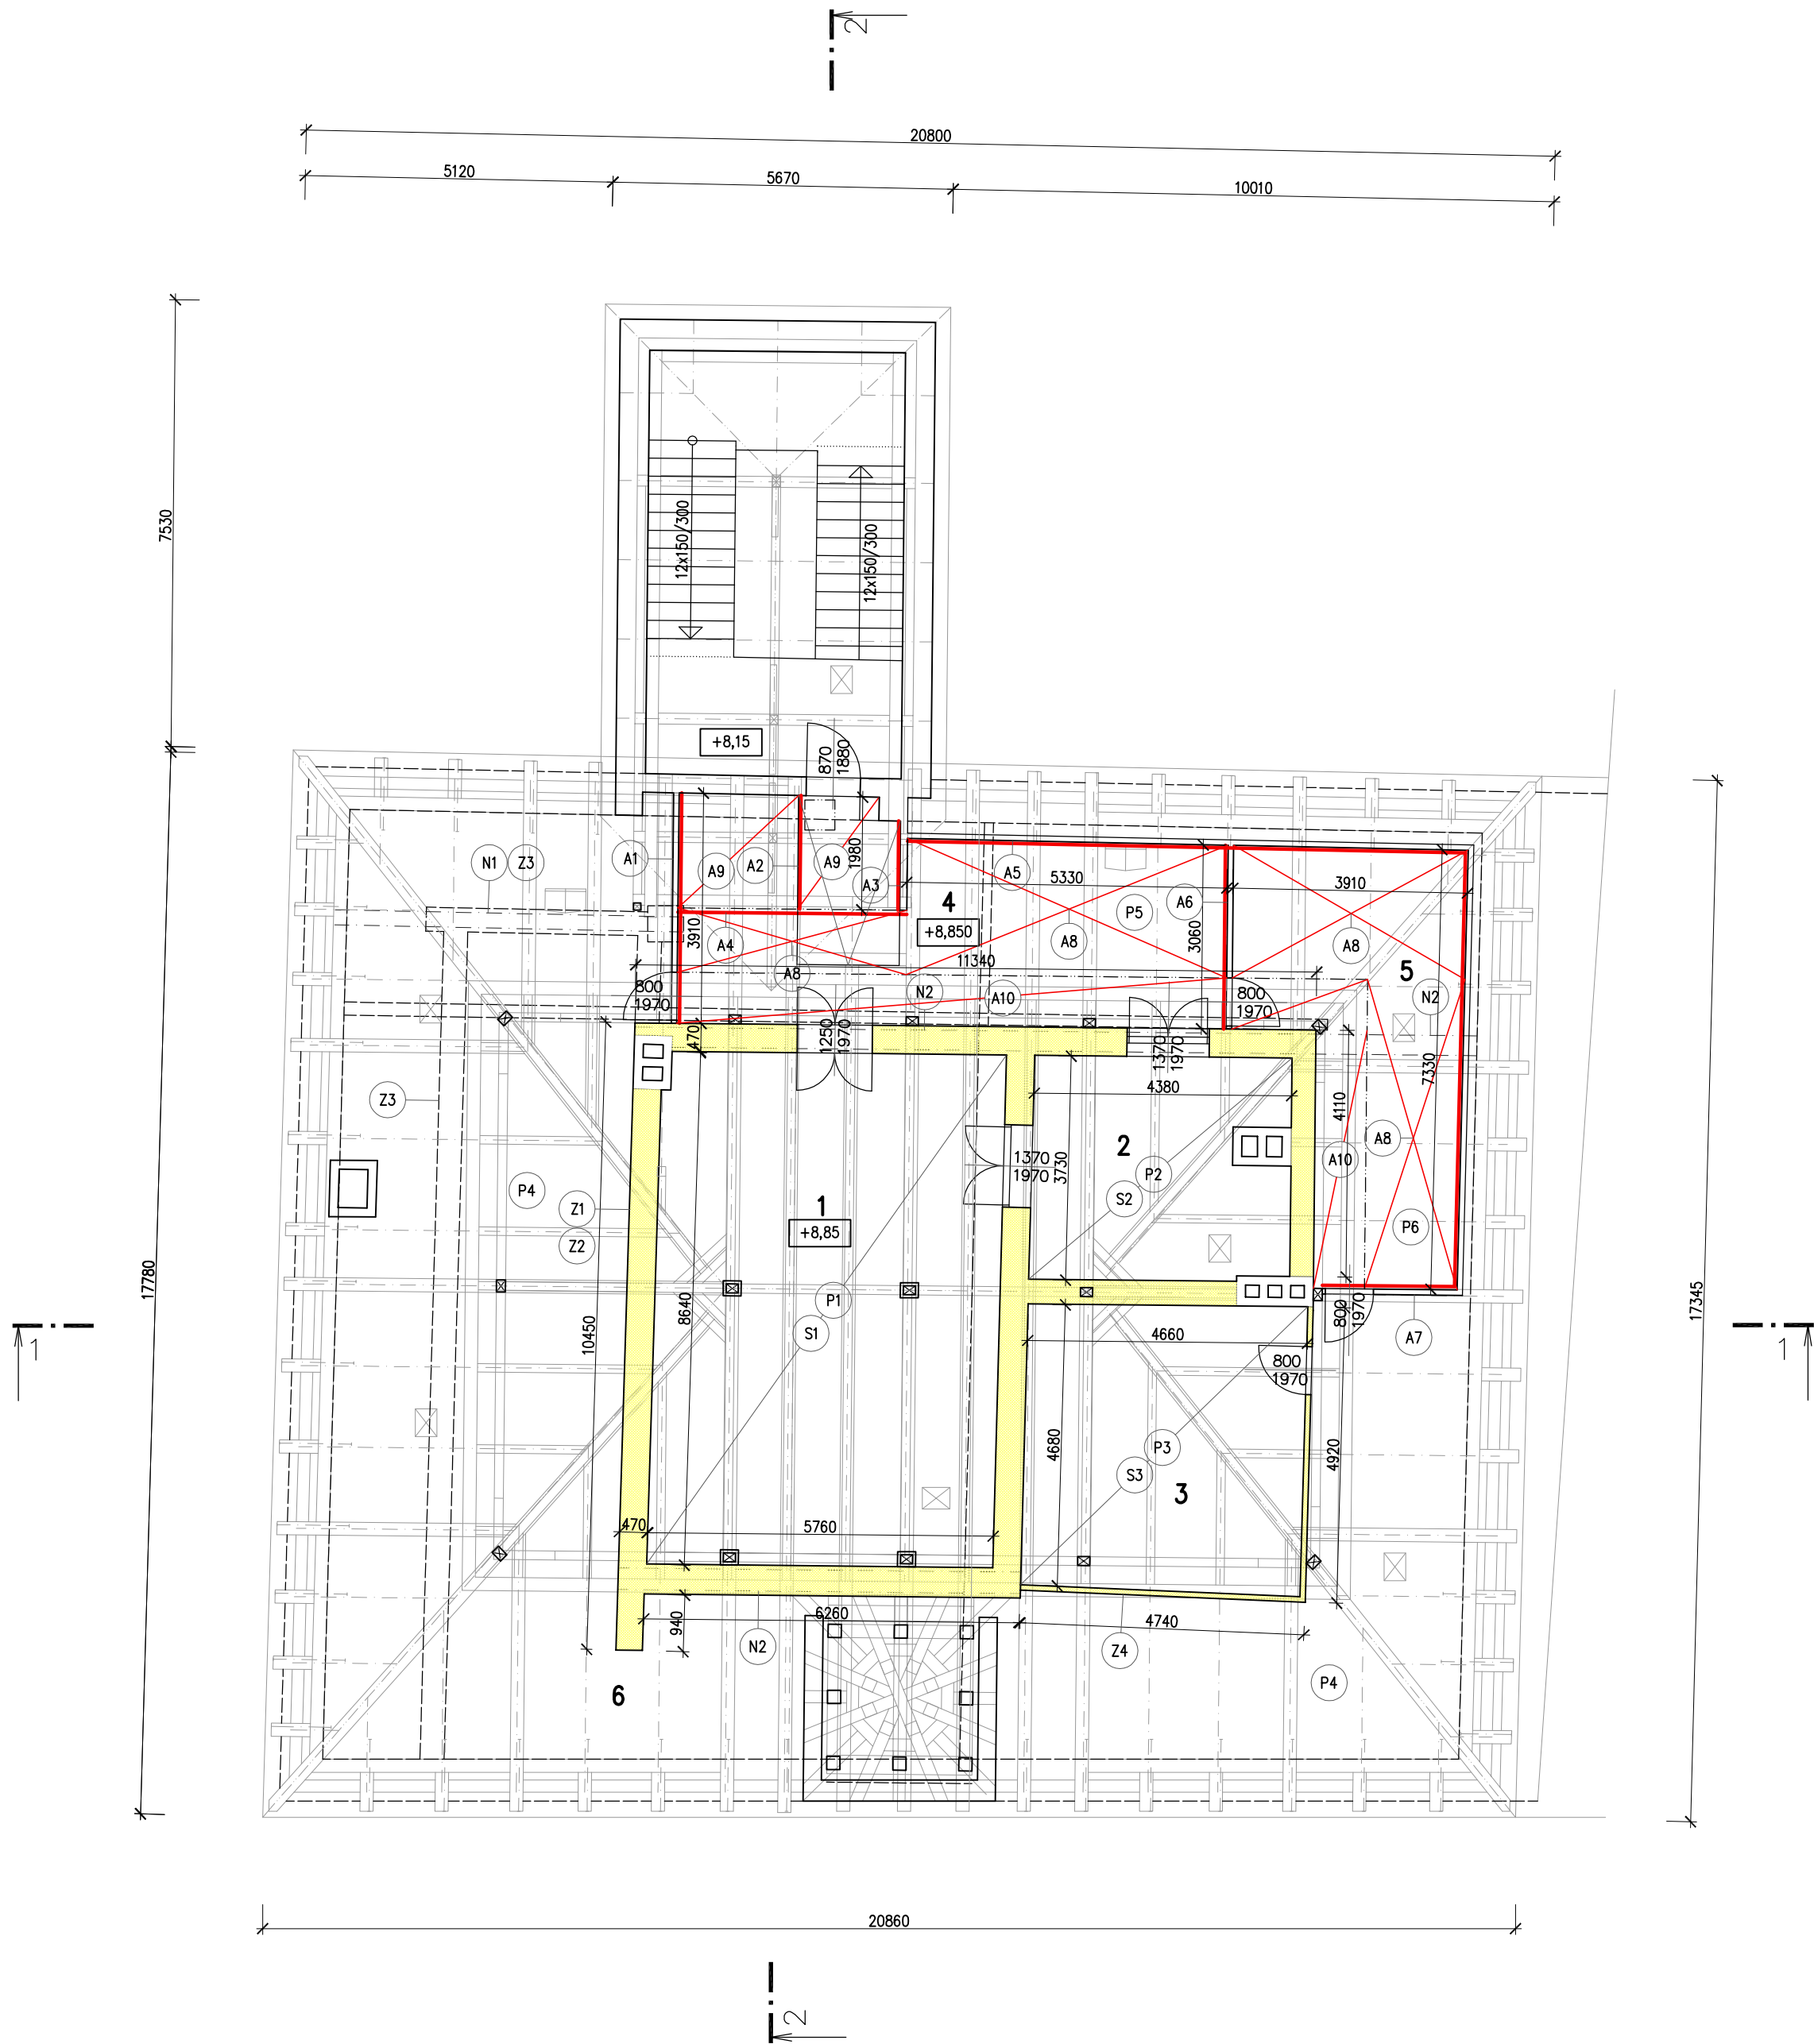 2
20800
5120
5670
10010
7530
12x150/300
12x150/300
+8,15
870
1880
N1
Z3
A1
A9
A2
A9
1980
A3
A5
5330
A6
3910
4
+8,850
P5
A8
3060
A8
5
3910
A4
A8
11340
N2
A10
N2
800
1970
800
1970
470
1250
1970
1370
1970
7330
Z3
4380
4110
2
1370
1970
3730
P2
S2
A8
A10
P4
Z1
Z2
1
+8,85
P6
17780
17345
P1
S1
8640
10450
4660
800
1970
800
1970
A7
1
1
4680
P3
S3
3
4920
470
5760
6260
940
4740
N2
Z4
6
P4
20860
2